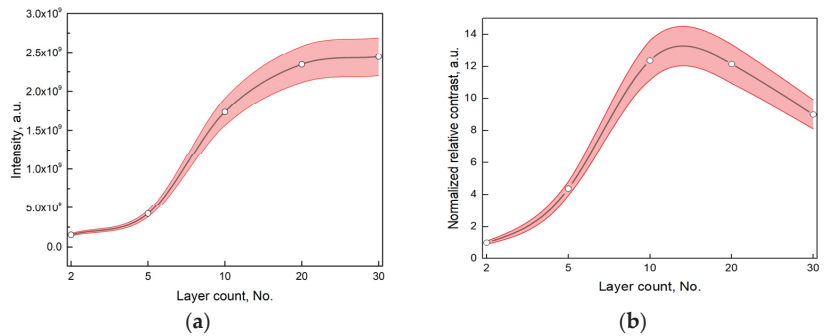 3.0x10⁹
2.5x10⁹
2.0x10⁹
1.5x10⁹
1.0x10⁹
5.0x10⁸
0.0
Intensity, a.u.
2 5 10 20 30
Layer count, No.
(a)
14
12
10
8
6
4
2
0
Normalized relative contrast, a.u.
2 5 10 20 30
Layer count, No.
(b)